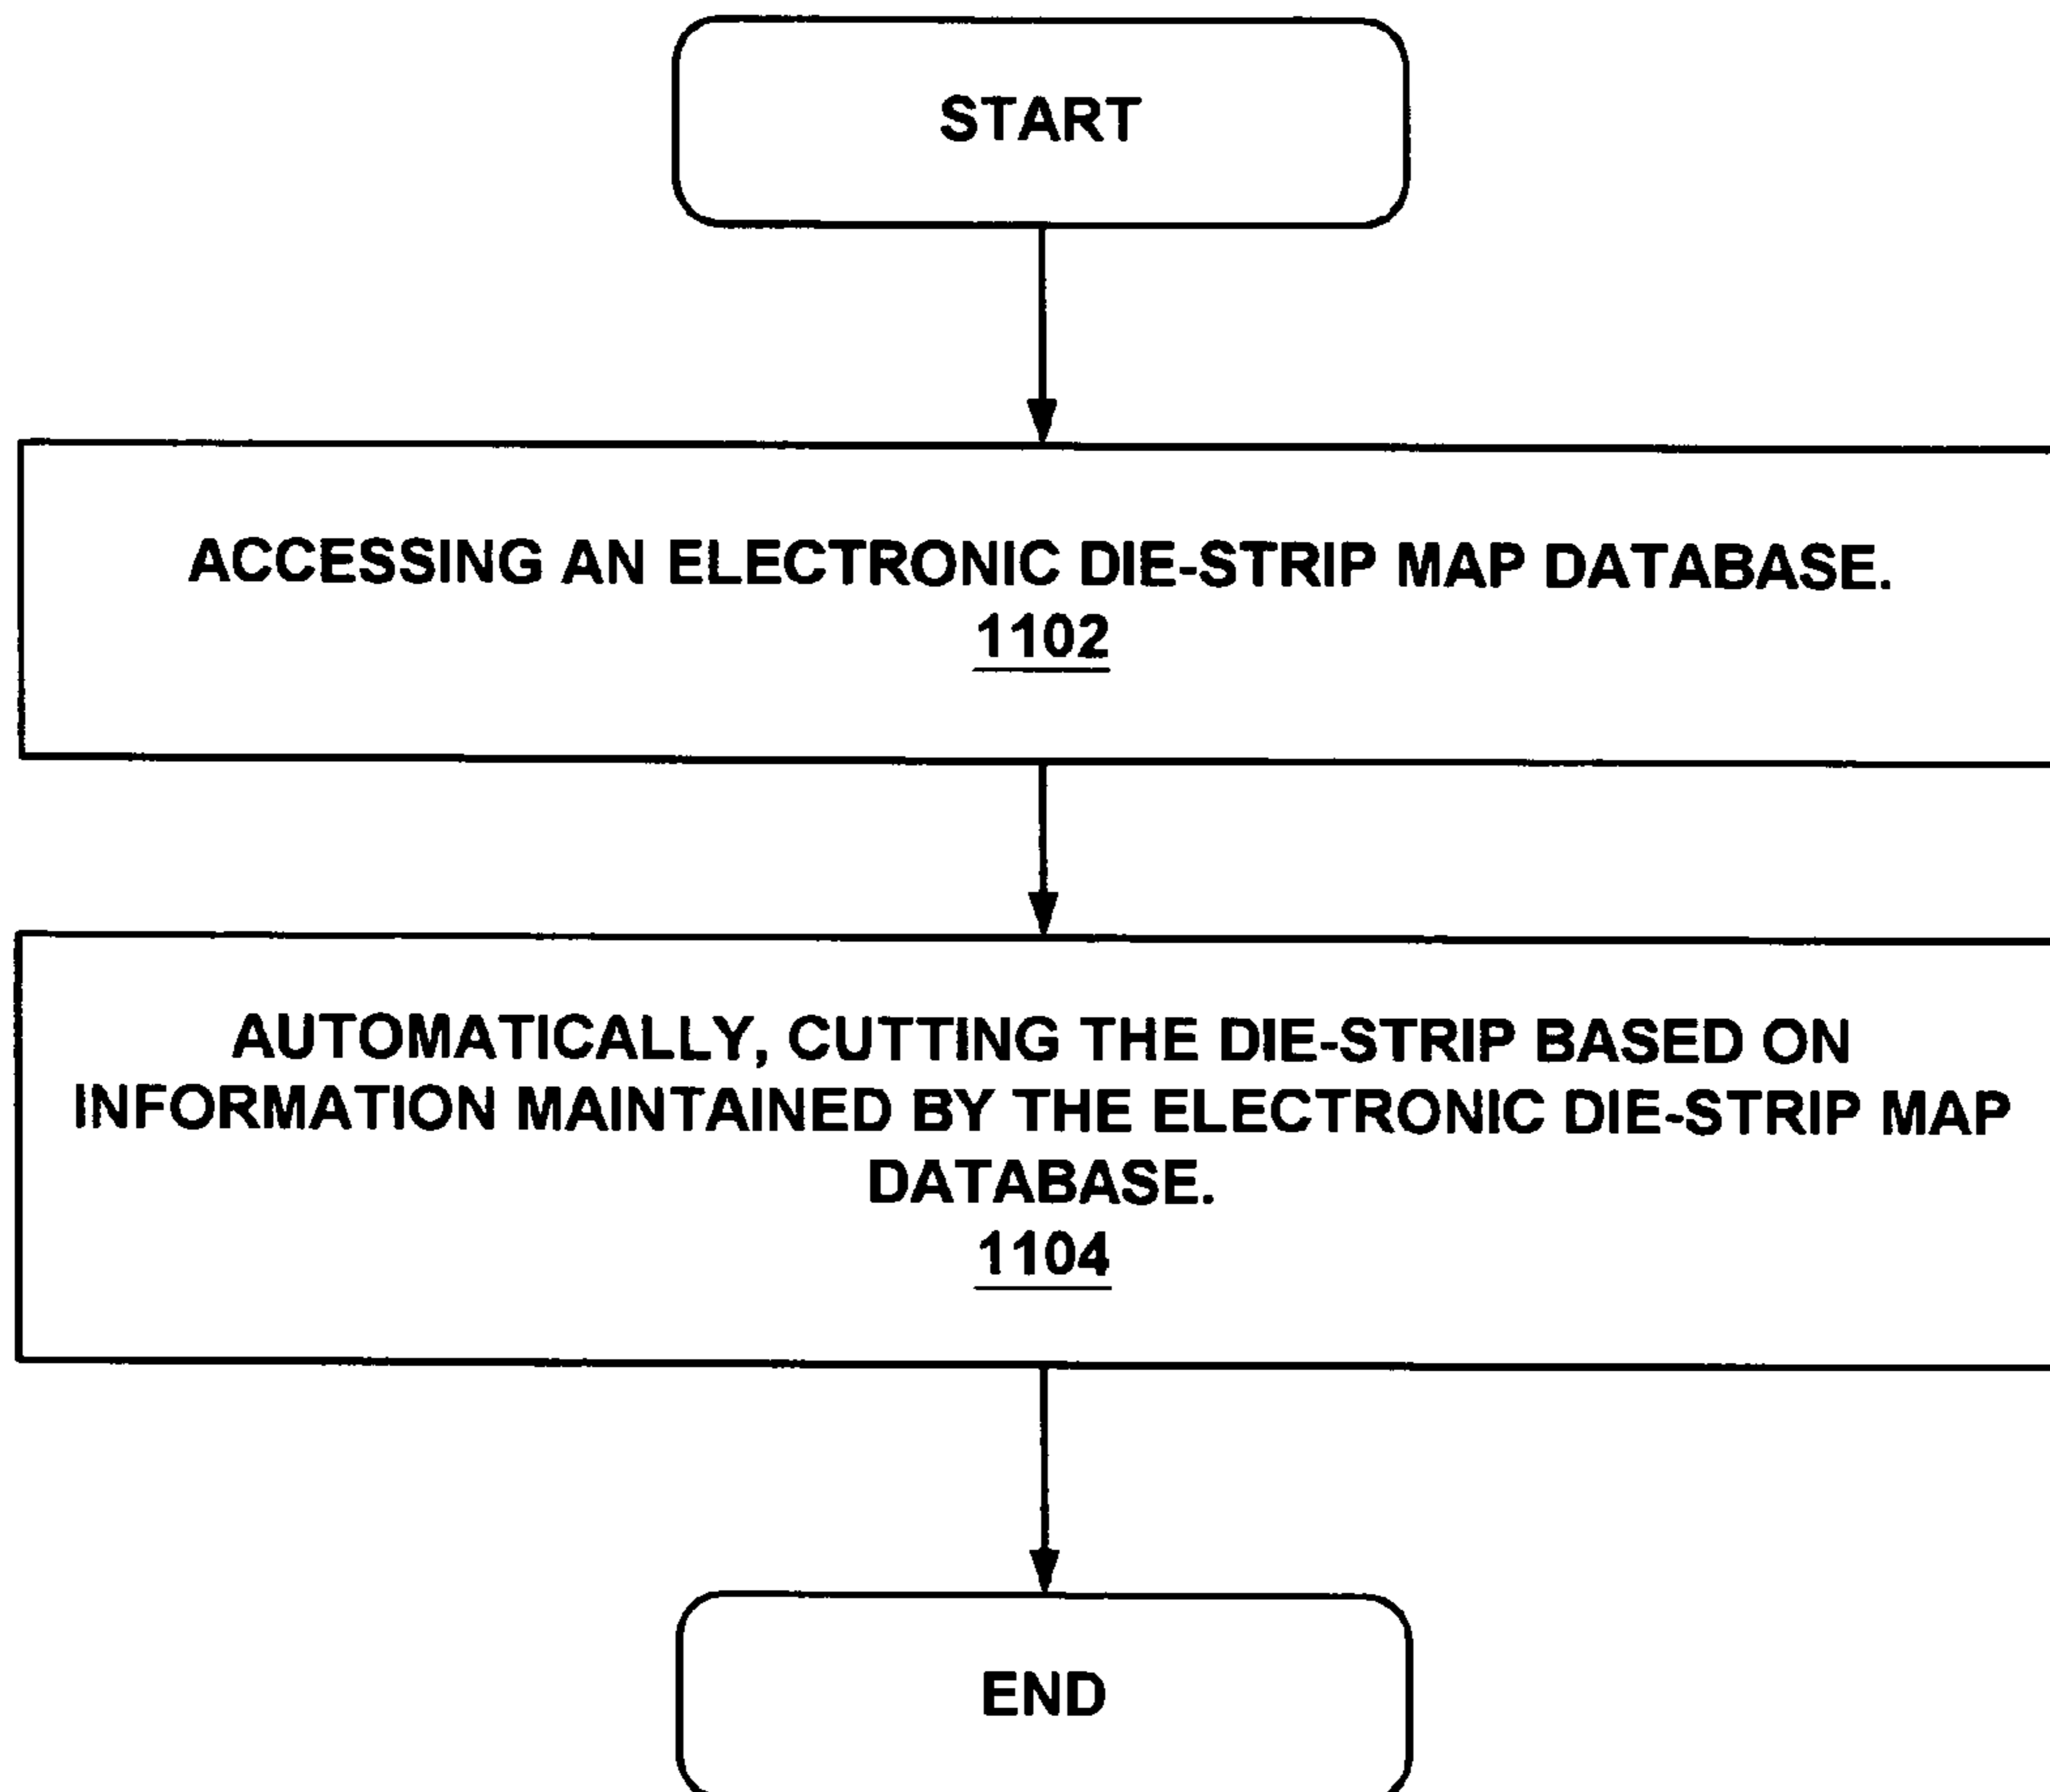 START
ACCESSING AN ELECTRONIC DIE-STRIP MAP DATABASE.
1102
AUTOMATICALLY, CUTTING THE DIE-STRIP BASED ON
INFORMATION MAINTAINED BY THE ELECTRONIC DIE-STRIP MAP
DATABASE.
1104
END